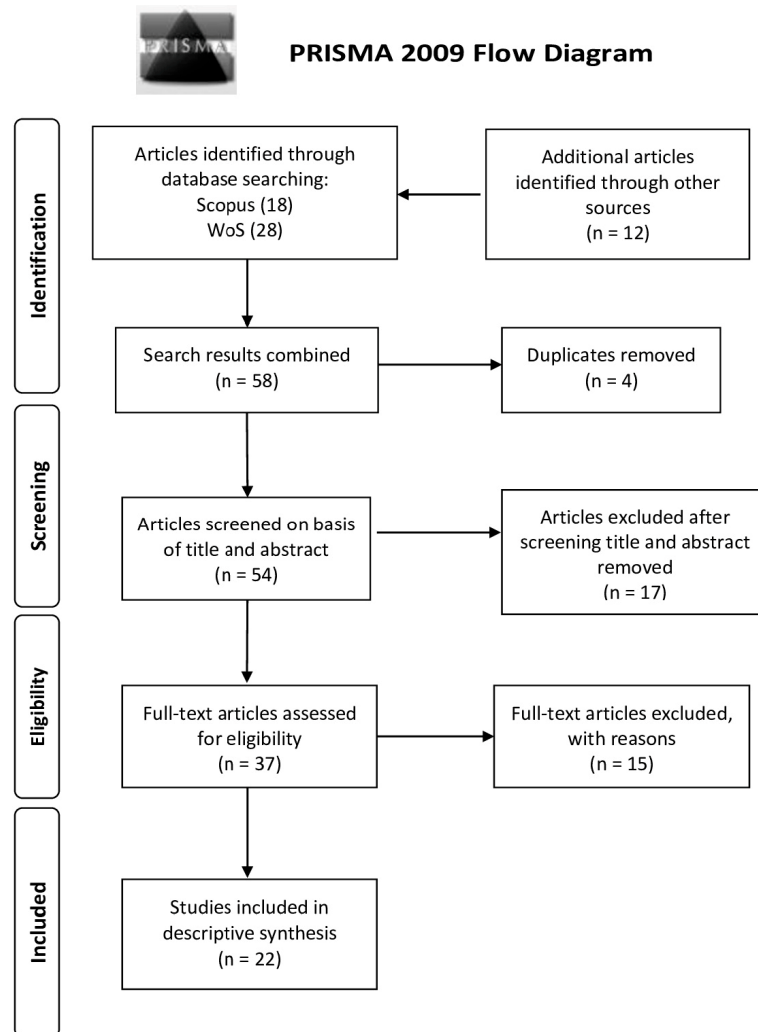 PRISMA
PRISMA 2009 Flow Diagram
Identification
Articles identified through
database searching:
Scopus (18)
WoS (28)
Additional articles
identified through other
sources
(n = 12)
Search results combined
(n = 58)
Duplicates removed
(n = 4)
Screening
Articles screened on basis
of title and abstract
(n = 54)
Articles excluded after
screening title and abstract
removed
(n = 17)
Eligibility
Full-text articles assessed
for eligibility
(n = 37)
Full-text articles excluded,
with reasons
(n = 15)
Included
Studies included in
descriptive synthesis
(n = 22)